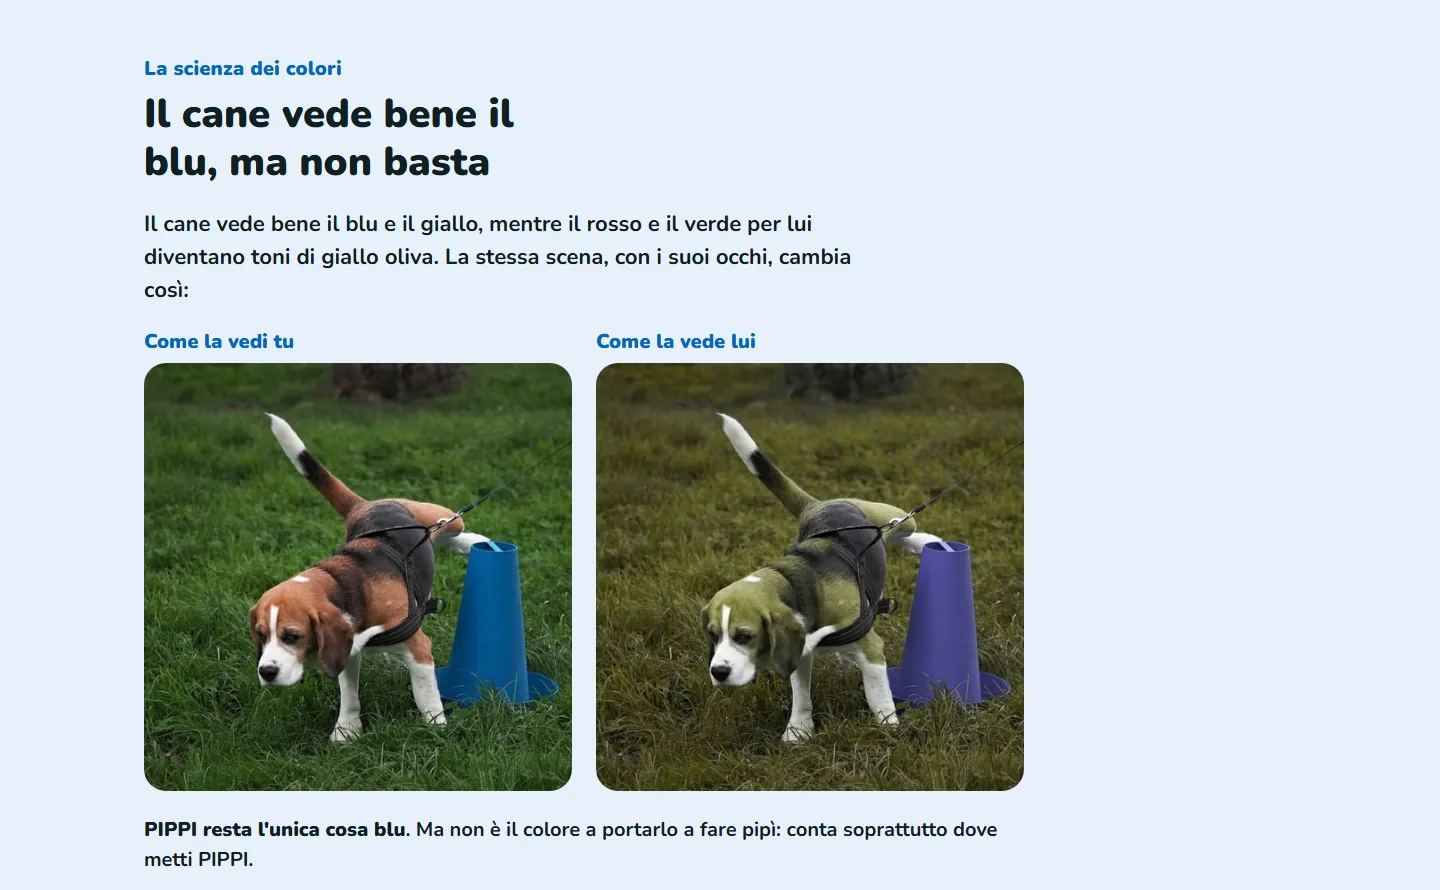 La scienza dei colori
Il cane vede bene il
blu, ma non basta
Il cane vede bene il blu e il giallo, mentre il rosso e il verde per lui
diventano toni di giallo oliva. La stessa scena, con i suoi occhi, cambia
così:
Come la vedi tu
Come la vede lui
PIPPI resta l'unica cosa blu. Ma non è il colore a portarlo a fare pipì: conta soprattutto dove
metti PIPPI.